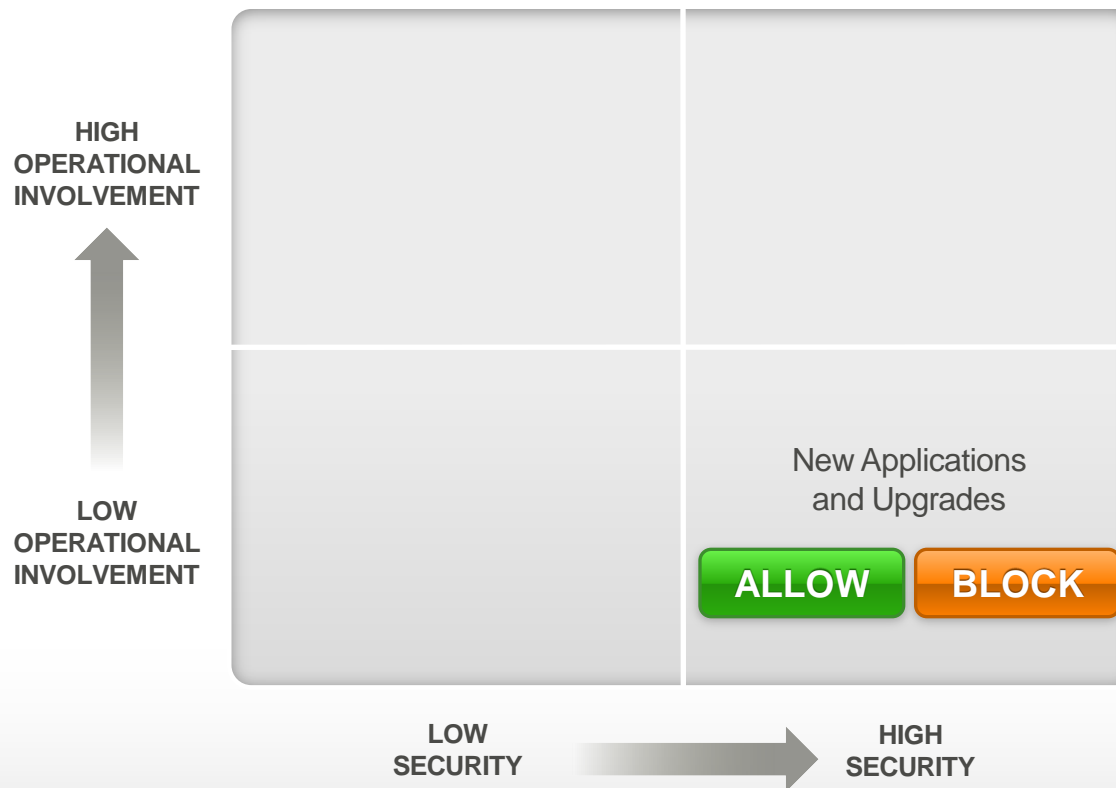 HIGH
OPERATIONAL
INVOLVEMENT
LOW
OPERATIONAL
INVOLVEMENT
New Applications
and Upgrades
ALLOW
BLOCK
LOW
SECURITY
HIGH
SECURITY